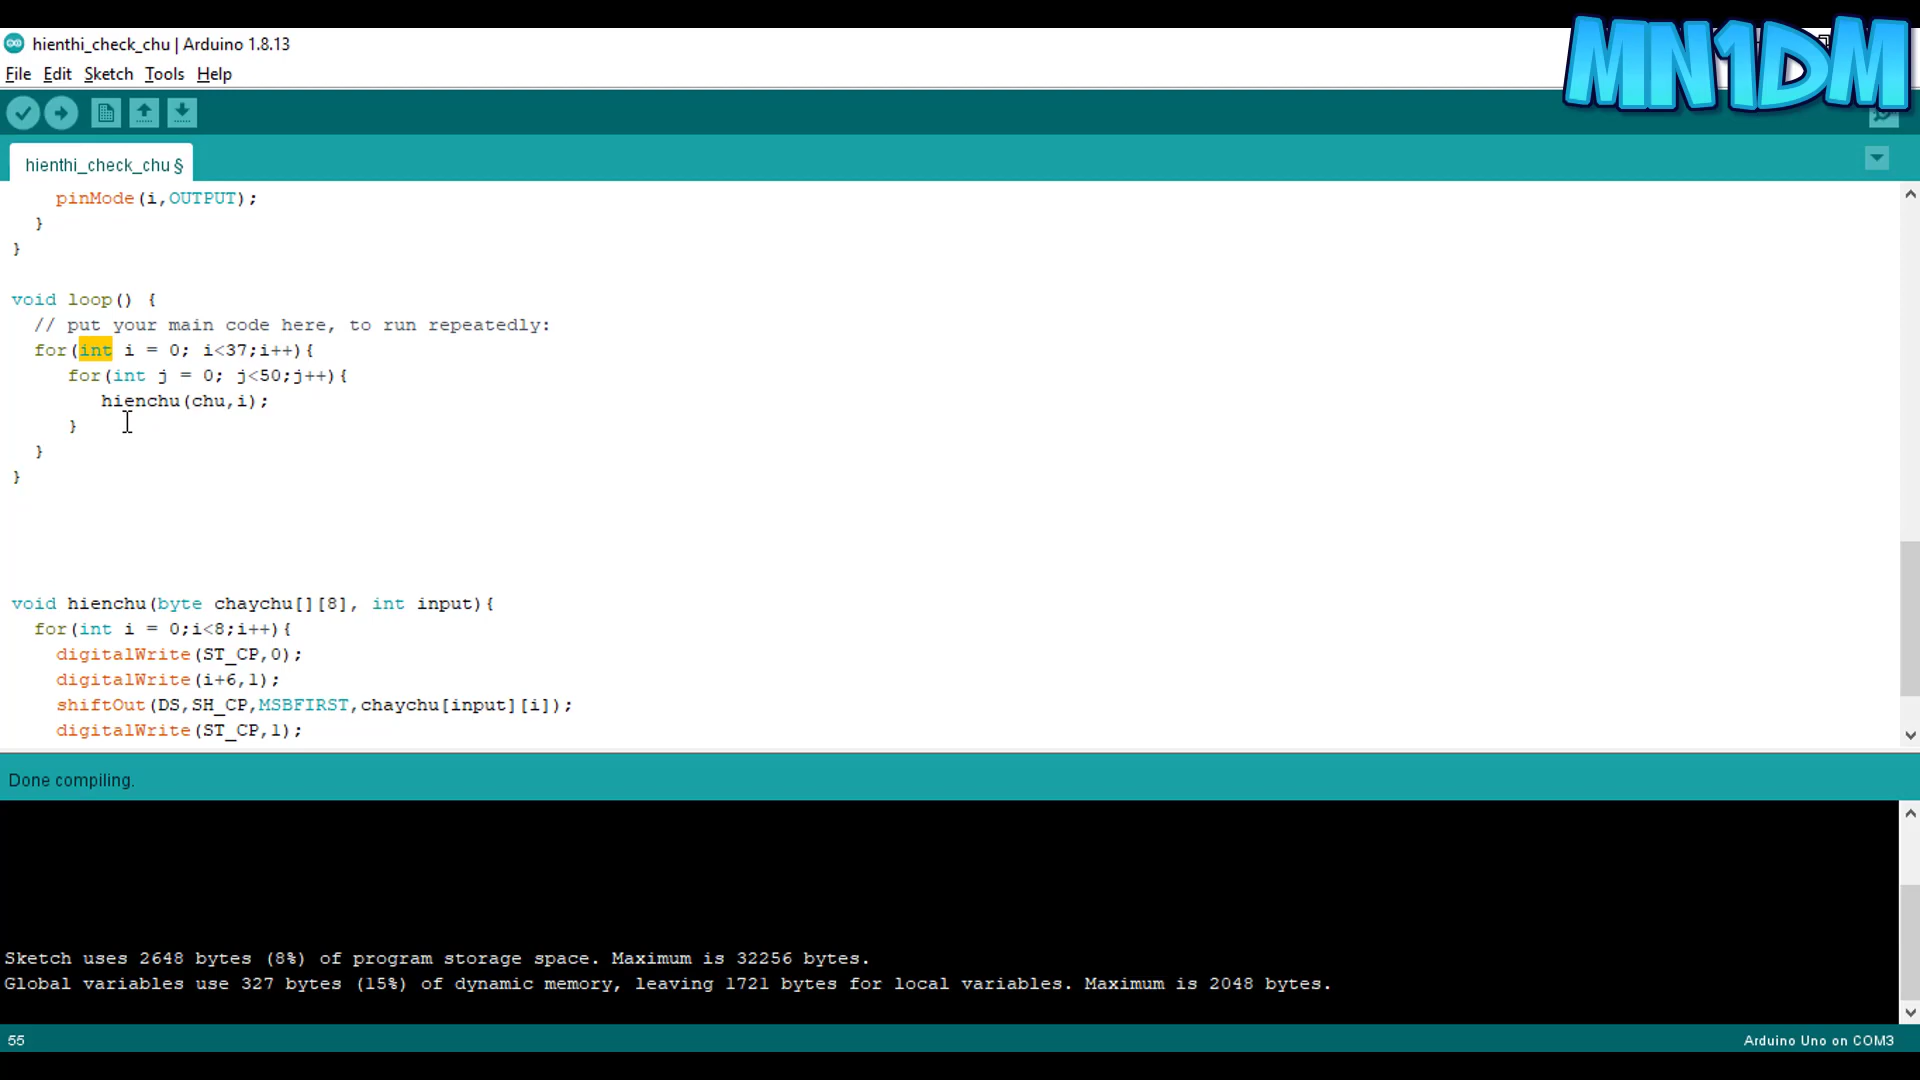 hienthi_check_chu | Arduino 1.8.13
MN1DM
File Edit Sketch Tools Help
hienthi_check_chu §
pinMode(i,OUTPUT);
}
}
void loop() {
// put your main code here, to run repeatedly:
for(int i = 0; i<37;i++){
for(int j = 0; j<50;j++){
hienchu(chu,i);
}
}
}
void hienchu(byte chaychu[][8], int input){
for(int i = 0;i<8;i++){
digitalWrite(ST_CP,0);
digitalWrite(i+6,1);
shiftOut(DS,SH_CP,MSBFIRST,chaychu[input][i]);
digitalWrite(ST_CP,1);
Done compiling.
Sketch uses 2648 bytes (8%) of program storage space. Maximum is 32256 bytes.
Global variables use 327 bytes (15%) of dynamic memory, leaving 1721 bytes for local variables. Maximum is 2048 bytes.
55
Arduino Uno on COM3